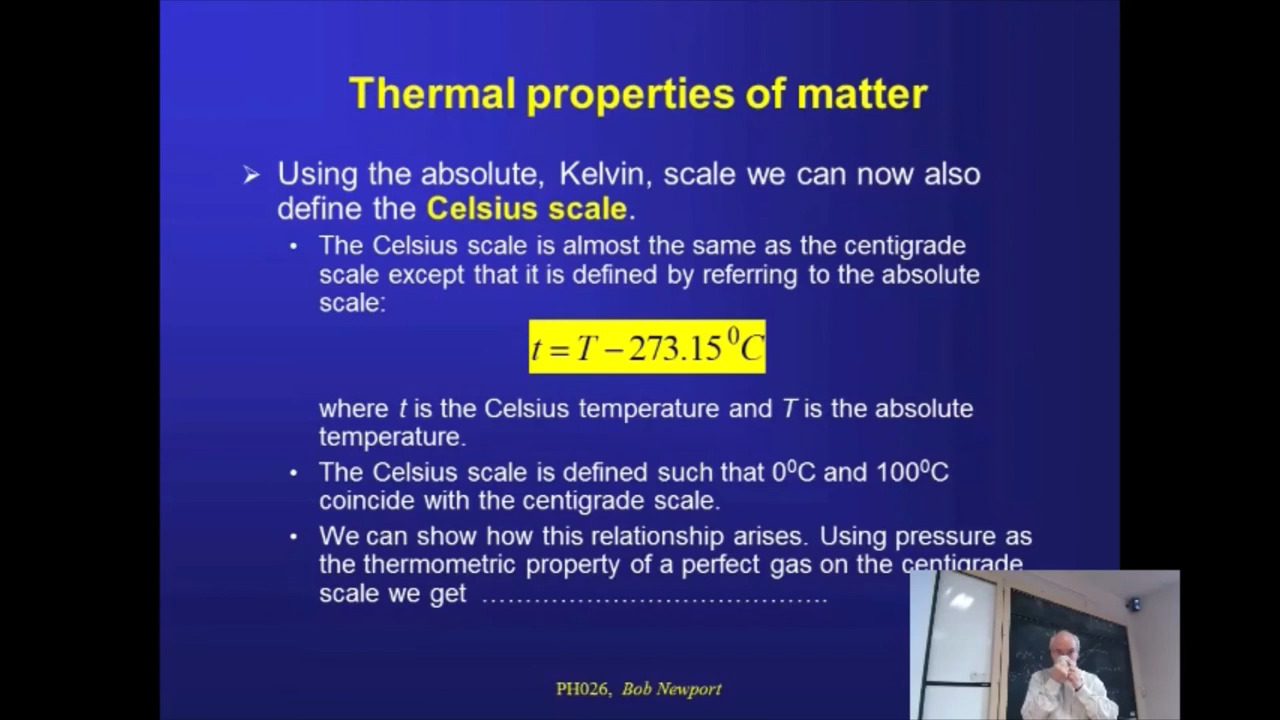 Thermal properties of matter
➢ Using the absolute, Kelvin, scale we can now also
define the Celsius scale.
• The Celsius scale is almost the same as the centigrade
scale except that it is defined by referring to the absolute
scale:
t = T − 273.15 ⁰C
where t is the Celsius temperature and T is the absolute
temperature.
• The Celsius scale is defined such that 0⁰C and 100⁰C
coincide with the centigrade scale.
• We can show how this relationship arises. Using pressure as
the thermometric property of a perfect gas on the centigrade
scale we get …………………………………..
PH026, Bob Newport